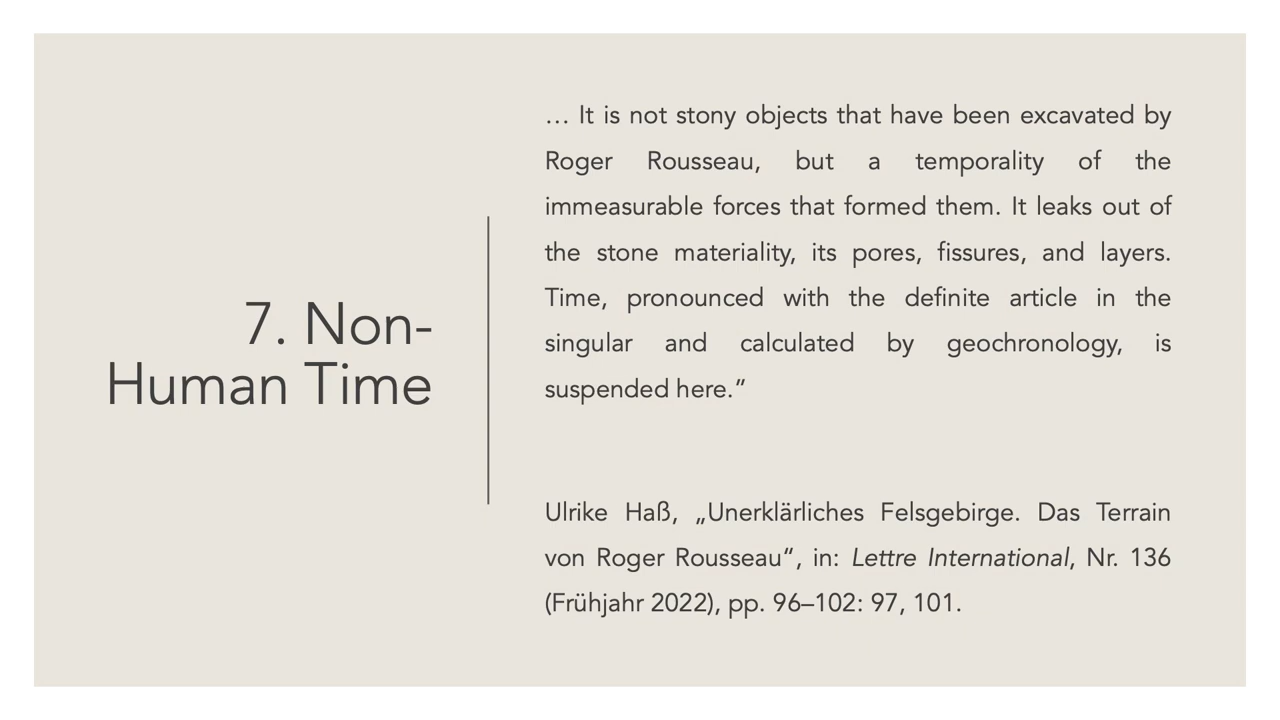 7. Non-
Human Time
… It is not stony objects that have been excavated by
Roger Rousseau, but a temporality of the
immeasurable forces that formed them. It leaks out of
the stone materiality, its pores, fissures, and layers.
Time, pronounced with the definite article in the
singular and calculated by geochronology, is
suspended here.”
Ulrike Haß, „Unerklärliches Felsgebirge. Das Terrain
von Roger Rousseau“, in: Lettre International, Nr. 136
(Frühjahr 2022), pp. 96–102: 97, 101.